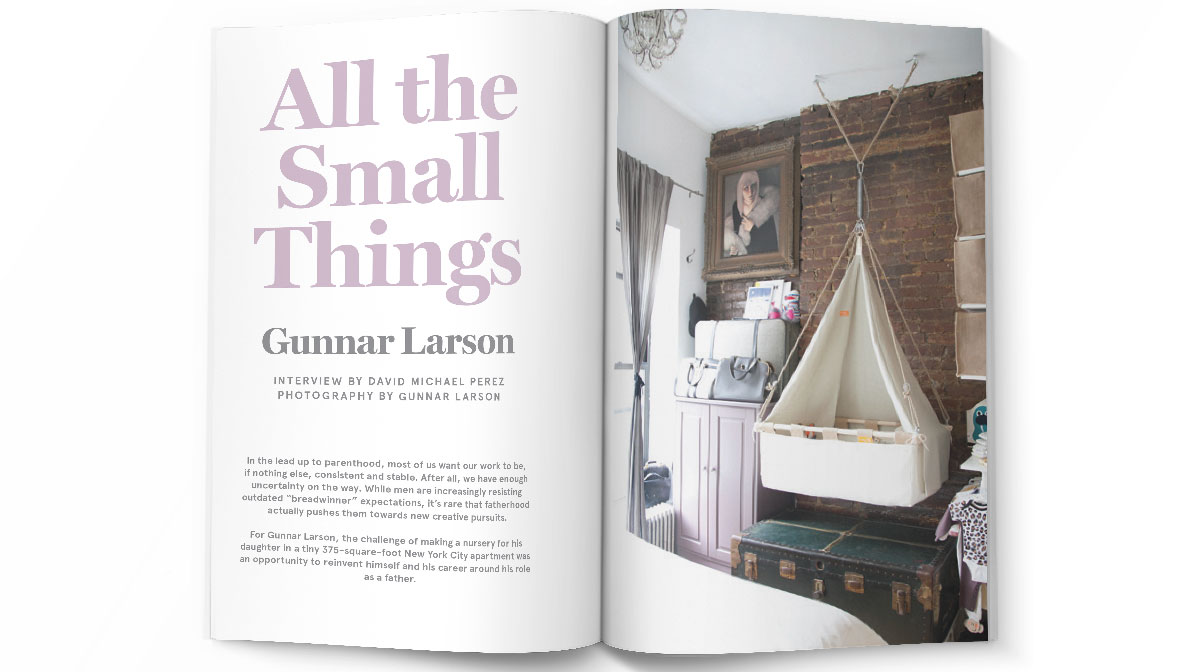 All the
Small
Things
Gunnar Larson
INTERVIEW BY DAVID MICHAEL PEREZ
PHOTOGRAPHY BY GUNNAR LARSON
In the lead up to parenthood, most of us want our work to be,
if nothing else, consistent and stable. After all, we have enough
uncertainty on the way. While men are increasingly resisting
outdated “breadwinner” expectations, it’s rare that fatherhood
actually pushes them towards new creative pursuits.
For Gunnar Larson, the challenge of making a nursery for his
daughter in a tiny 375-square-foot New York City apartment was
an opportunity to reinvent himself and his career around his role
as a father.